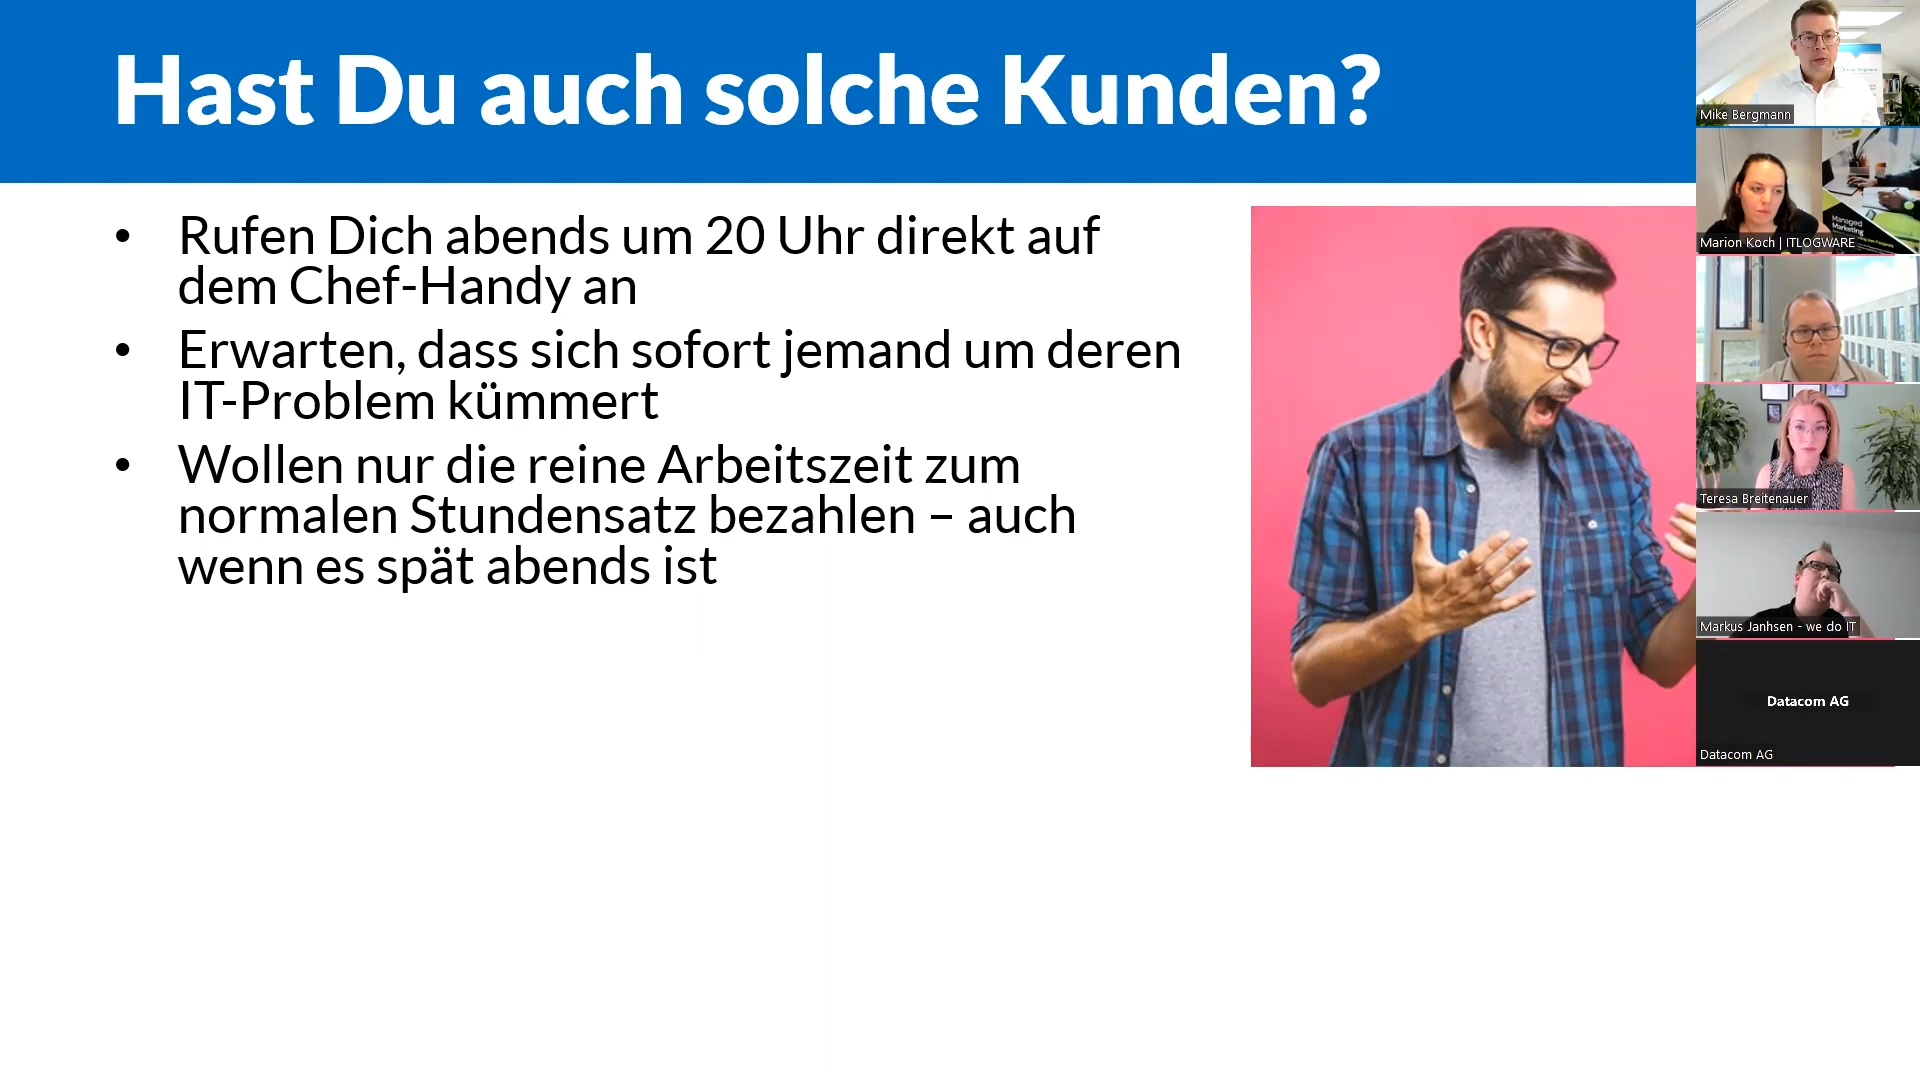 Hast Du auch solche Kunden?
• Rufen Dich abends um 20 Uhr direkt auf
dem Chef-Handy an
• Erwarten, dass sich sofort jemand um deren
IT-Problem kümmert
• Wollen nur die reine Arbeitszeit zum
normalen Stundensatz bezahlen – auch
wenn es spät abends ist
Mike Bergmann
Managed
Marketing
Marion Koch | ITLOGWARE
Teresa Breitenauer
Markus Janhsen - we do IT
Datacom AG
Datacom AG